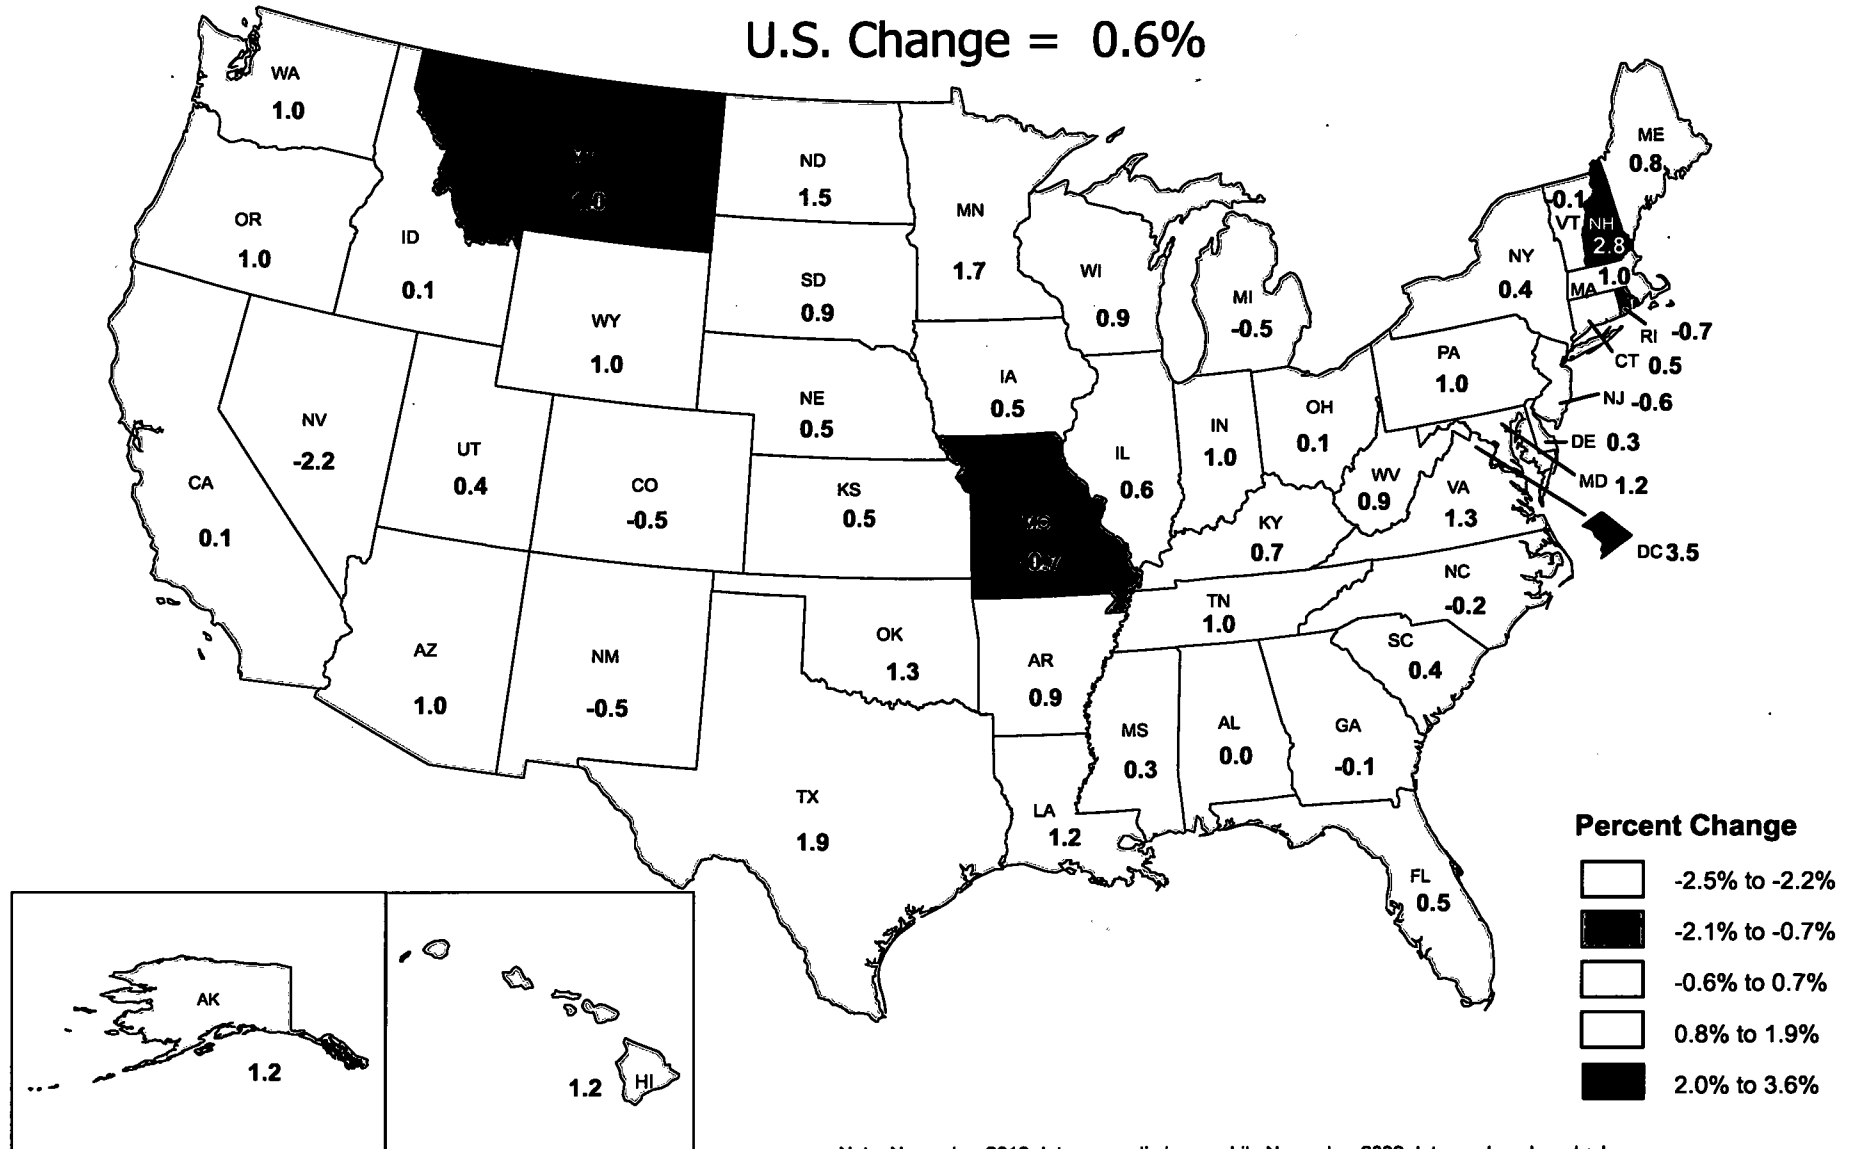 U.S. Change = 0.6%
WA
1.0
OR
1.0
ID
0.1
ND
1.5
MN
1.7
SD
0.9
WY
1.0
NE
0.5
NV
-2.2
UT
0.4
CO
-0.5
KS
0.5
CA
0.1
AZ
1.0
NM
-0.5
OK
1.3
TX
1.9
WI
0.9
MI
-0.5
IA
0.5
IL
0.6
IN
1.0
OH
0.1
KY
0.7
TN
1.0
AR
0.9
LA
1.2
MS
0.3
AL
0.0
GA
-0.1
FL
0.5
SC
0.4
NC
-0.2
VA
1.3
WV
0.9
PA
1.0
NY
0.4
ME
0.8
-0.1
VT
NH
2.8
1.0
MA
RI -0.7
CT 0.5
NJ -0.6
DE 0.3
MD 1.2
DC 3.5
AK
1.2
HI
1.2
Percent Change
-2.5% to -2.2%
-2.1% to -0.7%
-0.6% to 0.7%
0.8% to 1.9%
2.0% to 3.6%